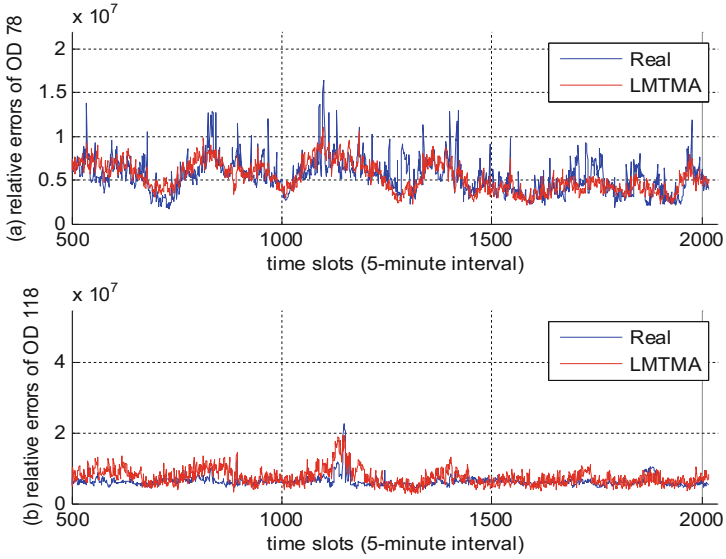 x 10^7
2
1.5
1
0.5
0
(a) relative errors of OD 78
Real
LMTMA
500
1000
1500
2000
time slots (5-minute interval)
x 10^7
4
2
0
(b) relative errors of OD 118
Real
LMTMA
500
1000
1500
2000
time slots (5-minute interval)